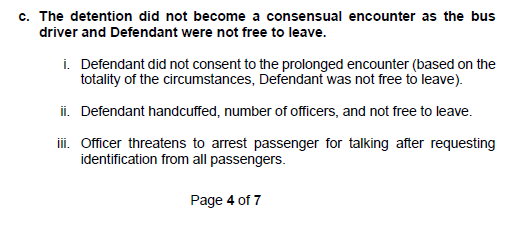 c. The detention did not become a consensual encounter as the bus
driver and Defendant were not free to leave.
i. Defendant did not consent to the prolonged encounter (based on the
totality of the circumstances, Defendant was not free to leave).
ii. Defendant handcuffed, number of officers, and not free to leave.
iii. Officer threatens to arrest passenger for talking after requesting
identification from all passengers.
Page 4 of 7